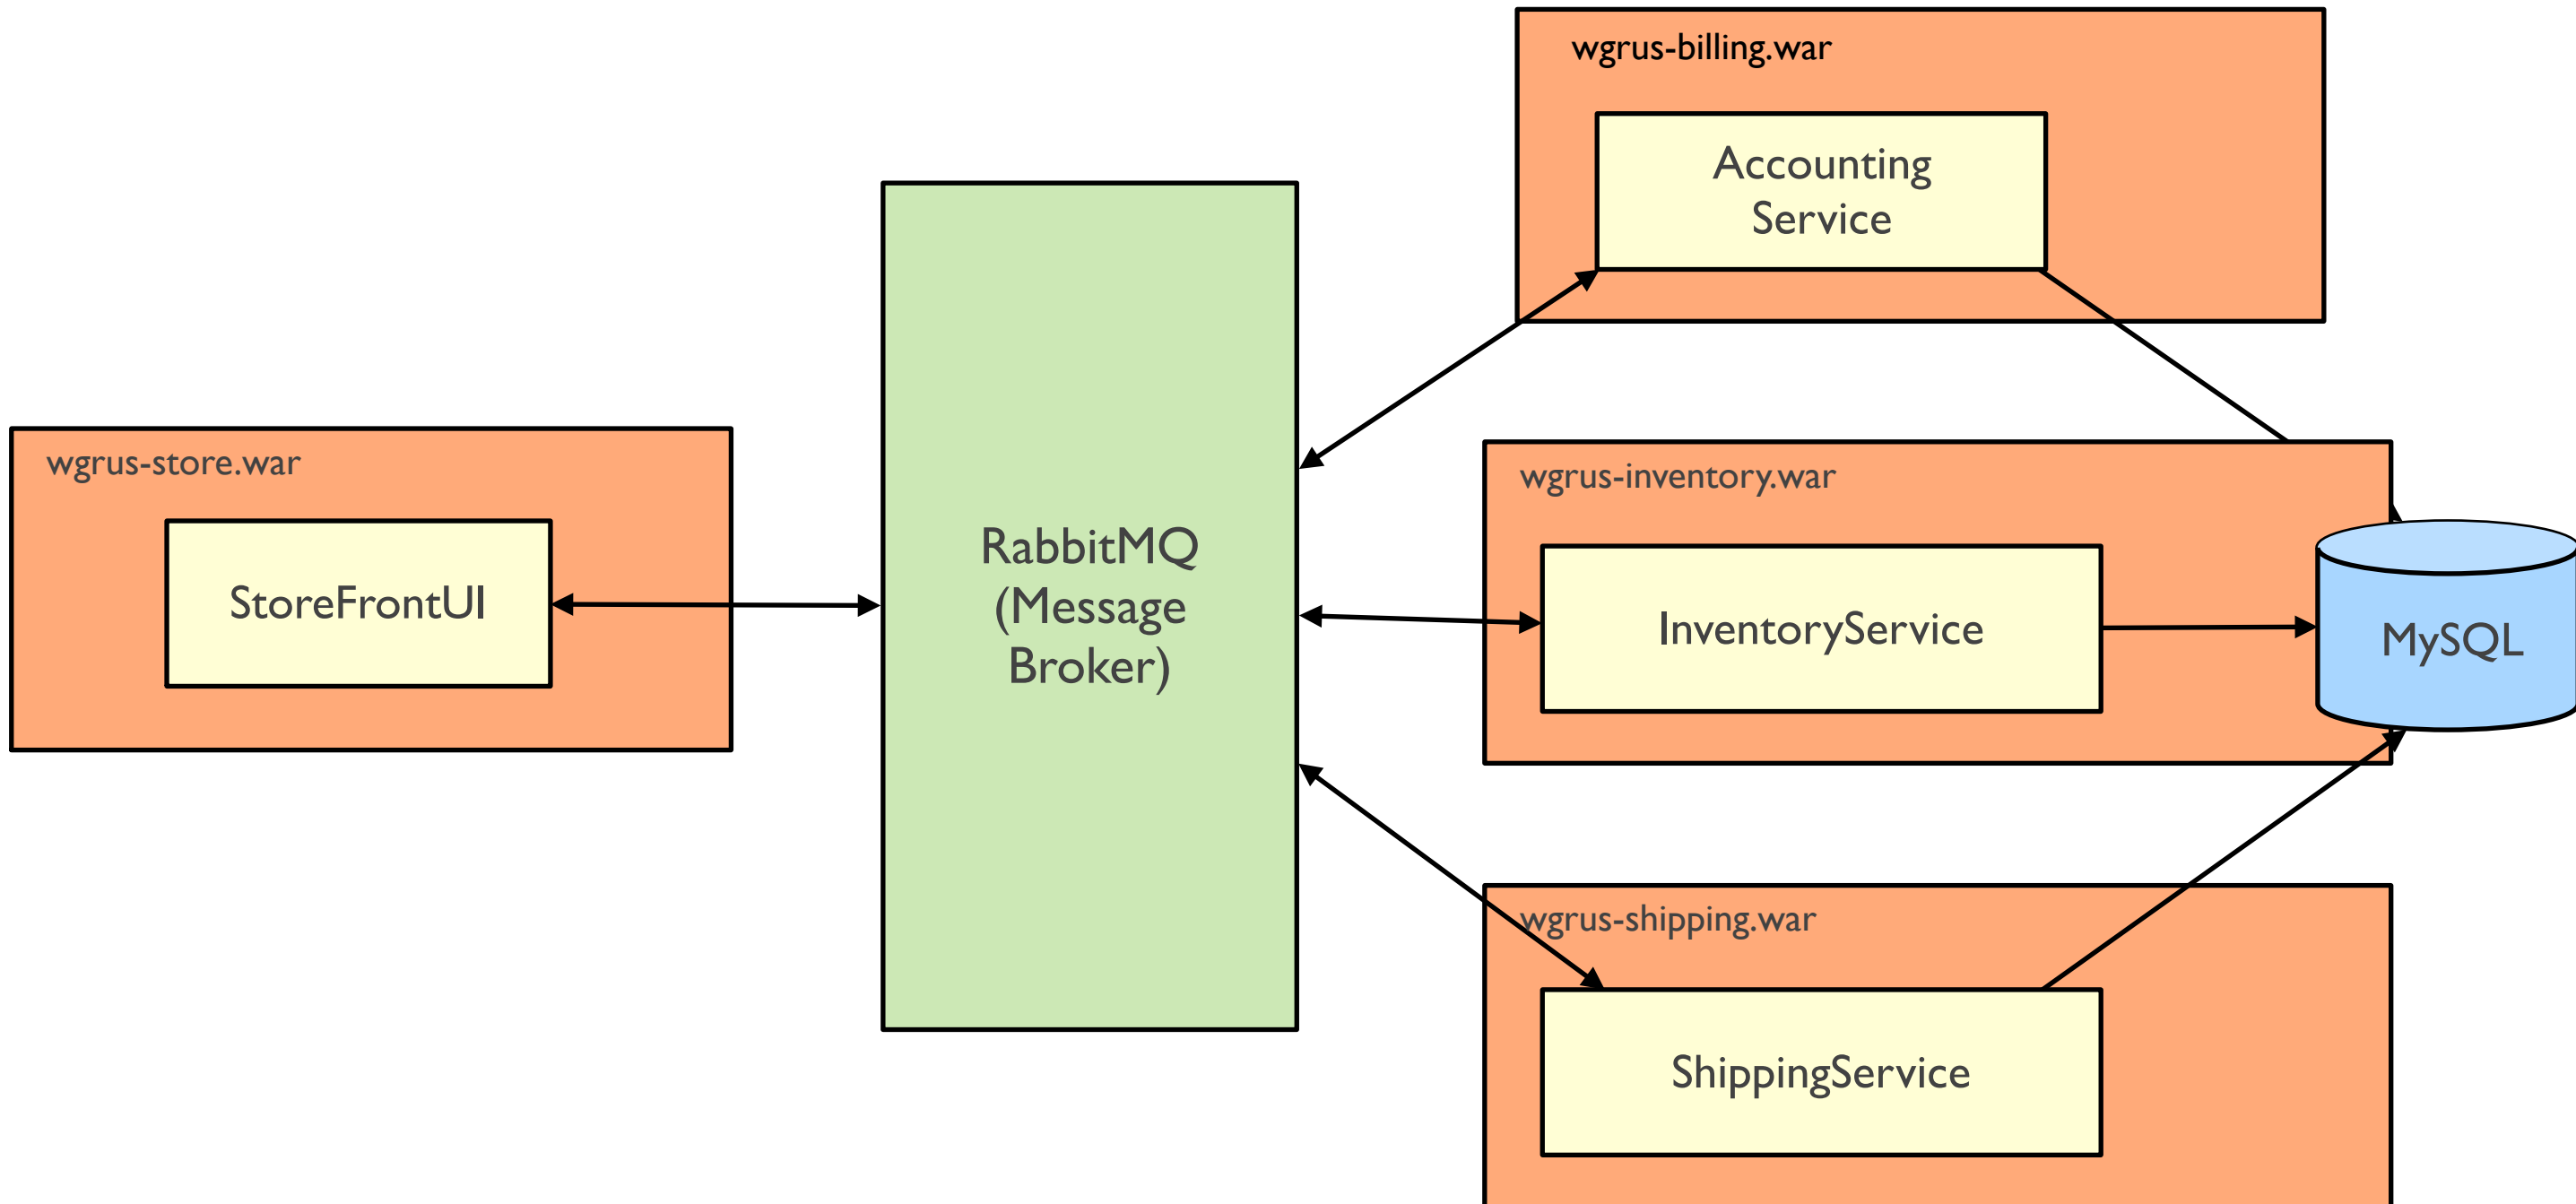 wgrus-billing.war
Accounting
Service
wgrus-store.war
StoreFrontUI
RabbitMQ
(Message
Broker)
wgrus-inventory.war
InventoryService
MySQL
wgrus-shipping.war
ShippingService